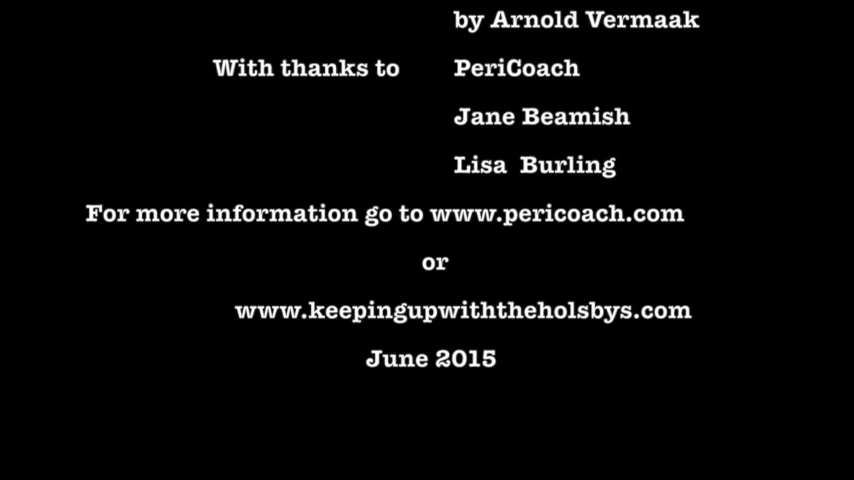 by Arnold Vermaak
With thanks to PeriCoach
Jane Beamish
Lisa Burling
For more information go to www.pericoach.com
or
www.keepingupwiththeholsbys.com
June 2015